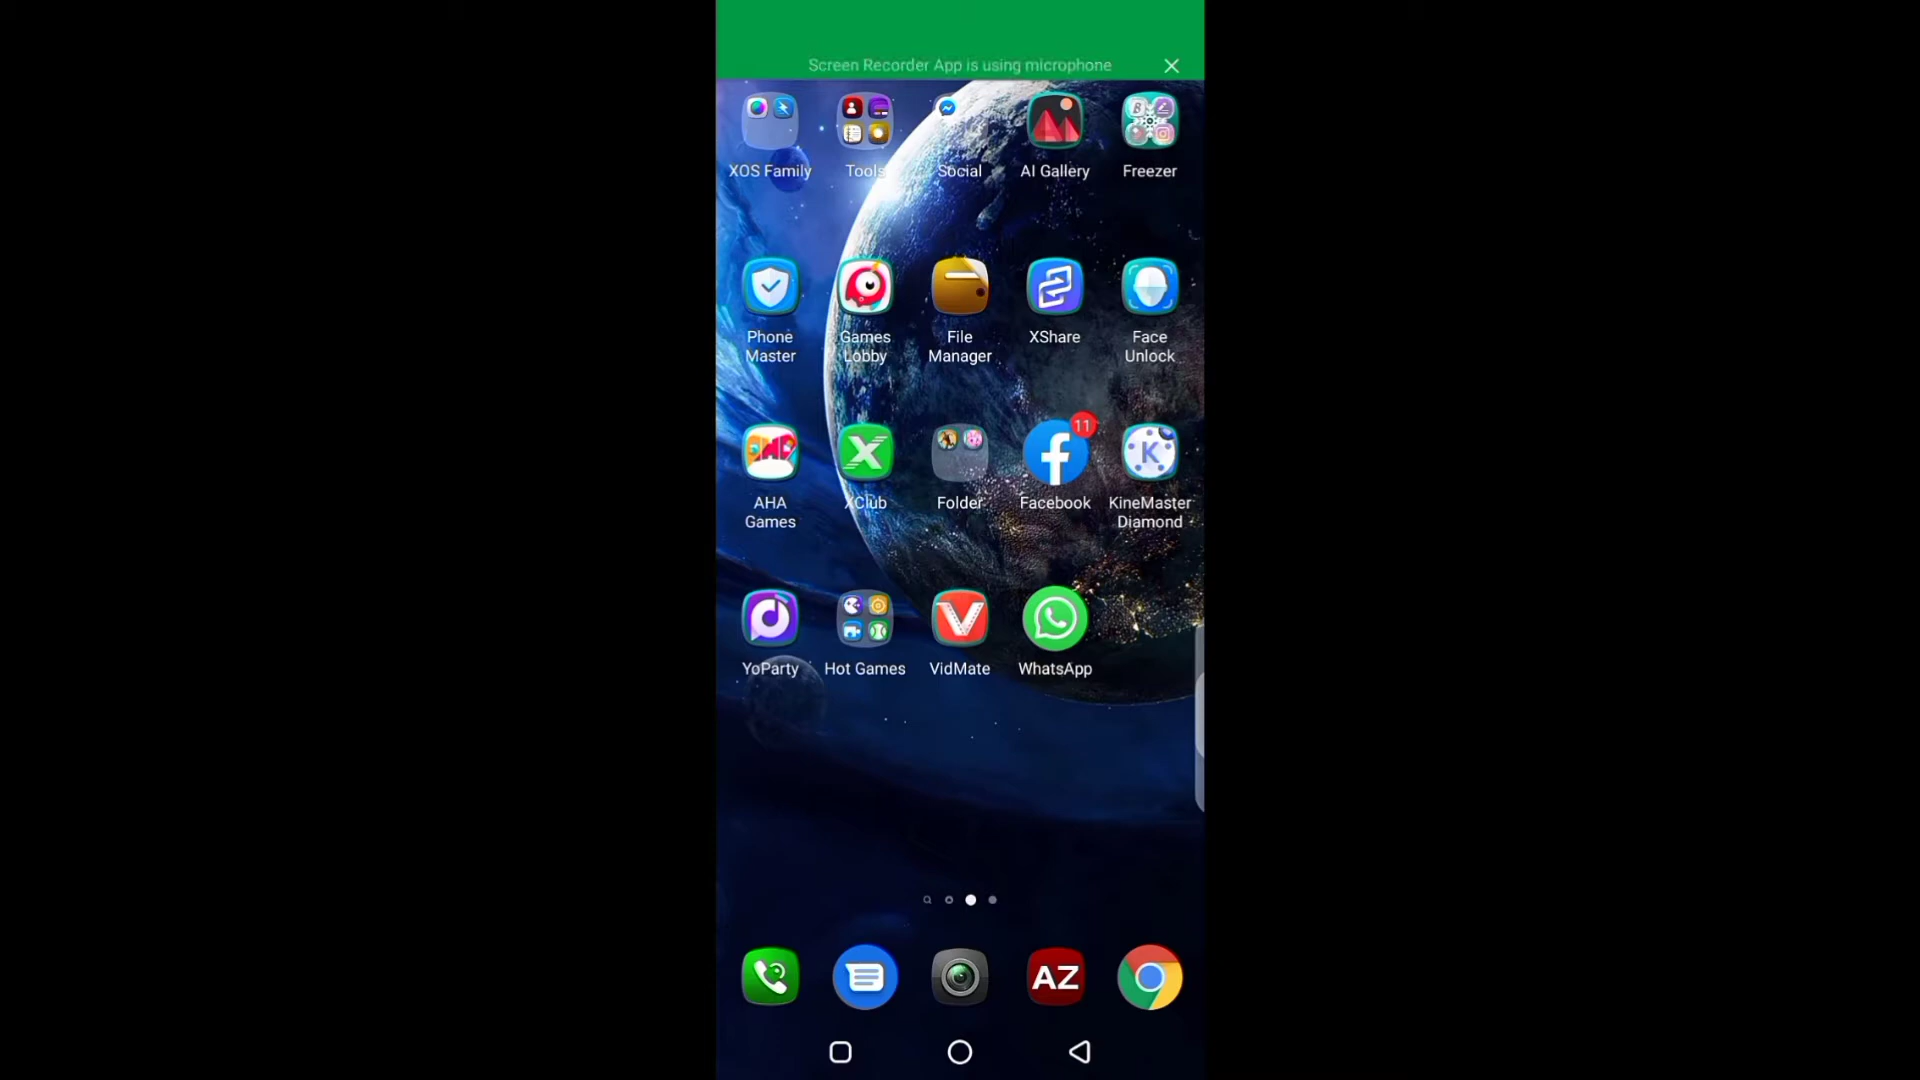 Screen Recorder App is using microphone
XOS Family Tools Social AI Gallery Freezer
Phone Master
Games Lobby
File Manager
XShare
Face Unlock
AHA Games
XClub
Folder
11
Facebook
KineMaster Diamond
YoParty Hot Games VidMate WhatsApp
AZ